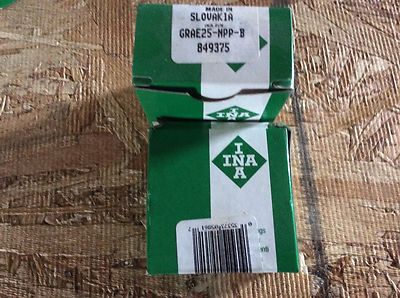 MADE IN
SLOVAKIA
GRAE25-NPP-B
849375
I
INA
A
I
INA
A